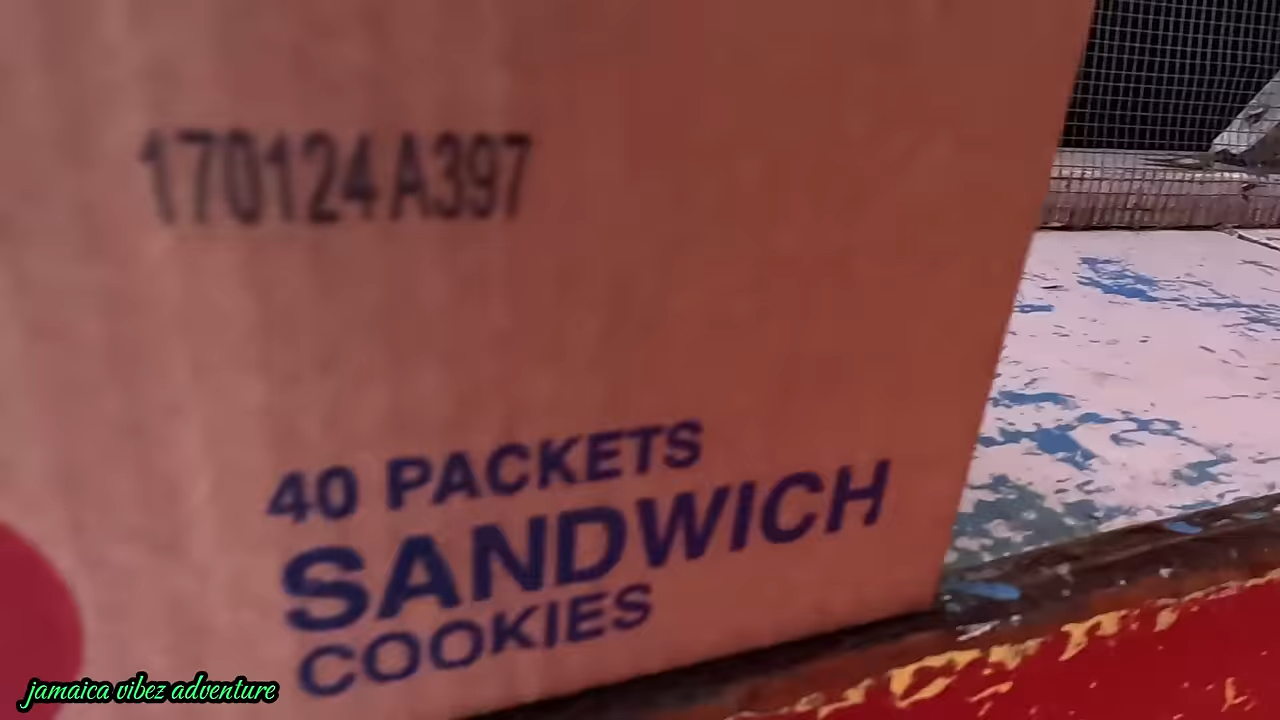 170124 A397
40 PACKETS
SANDWICH
COOKIES
jamaica vibez adventure